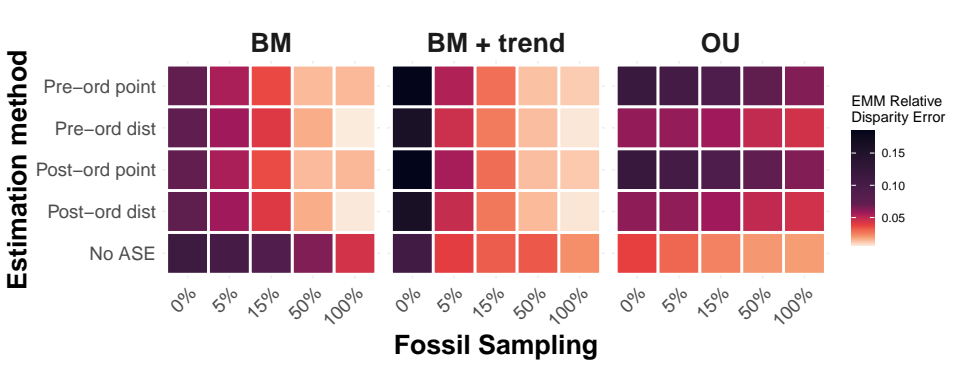 BM
BM + trend
OU
Estimation method
Pre−ord point
Pre−ord dist
Post−ord point
Post−ord dist
No ASE
0% 5% 15% 50% 100%
0% 5% 15% 50% 100%
0% 5% 15% 50% 100%
Fossil Sampling
EMM Relative
Disparity Error
0.15
0.10
0.05